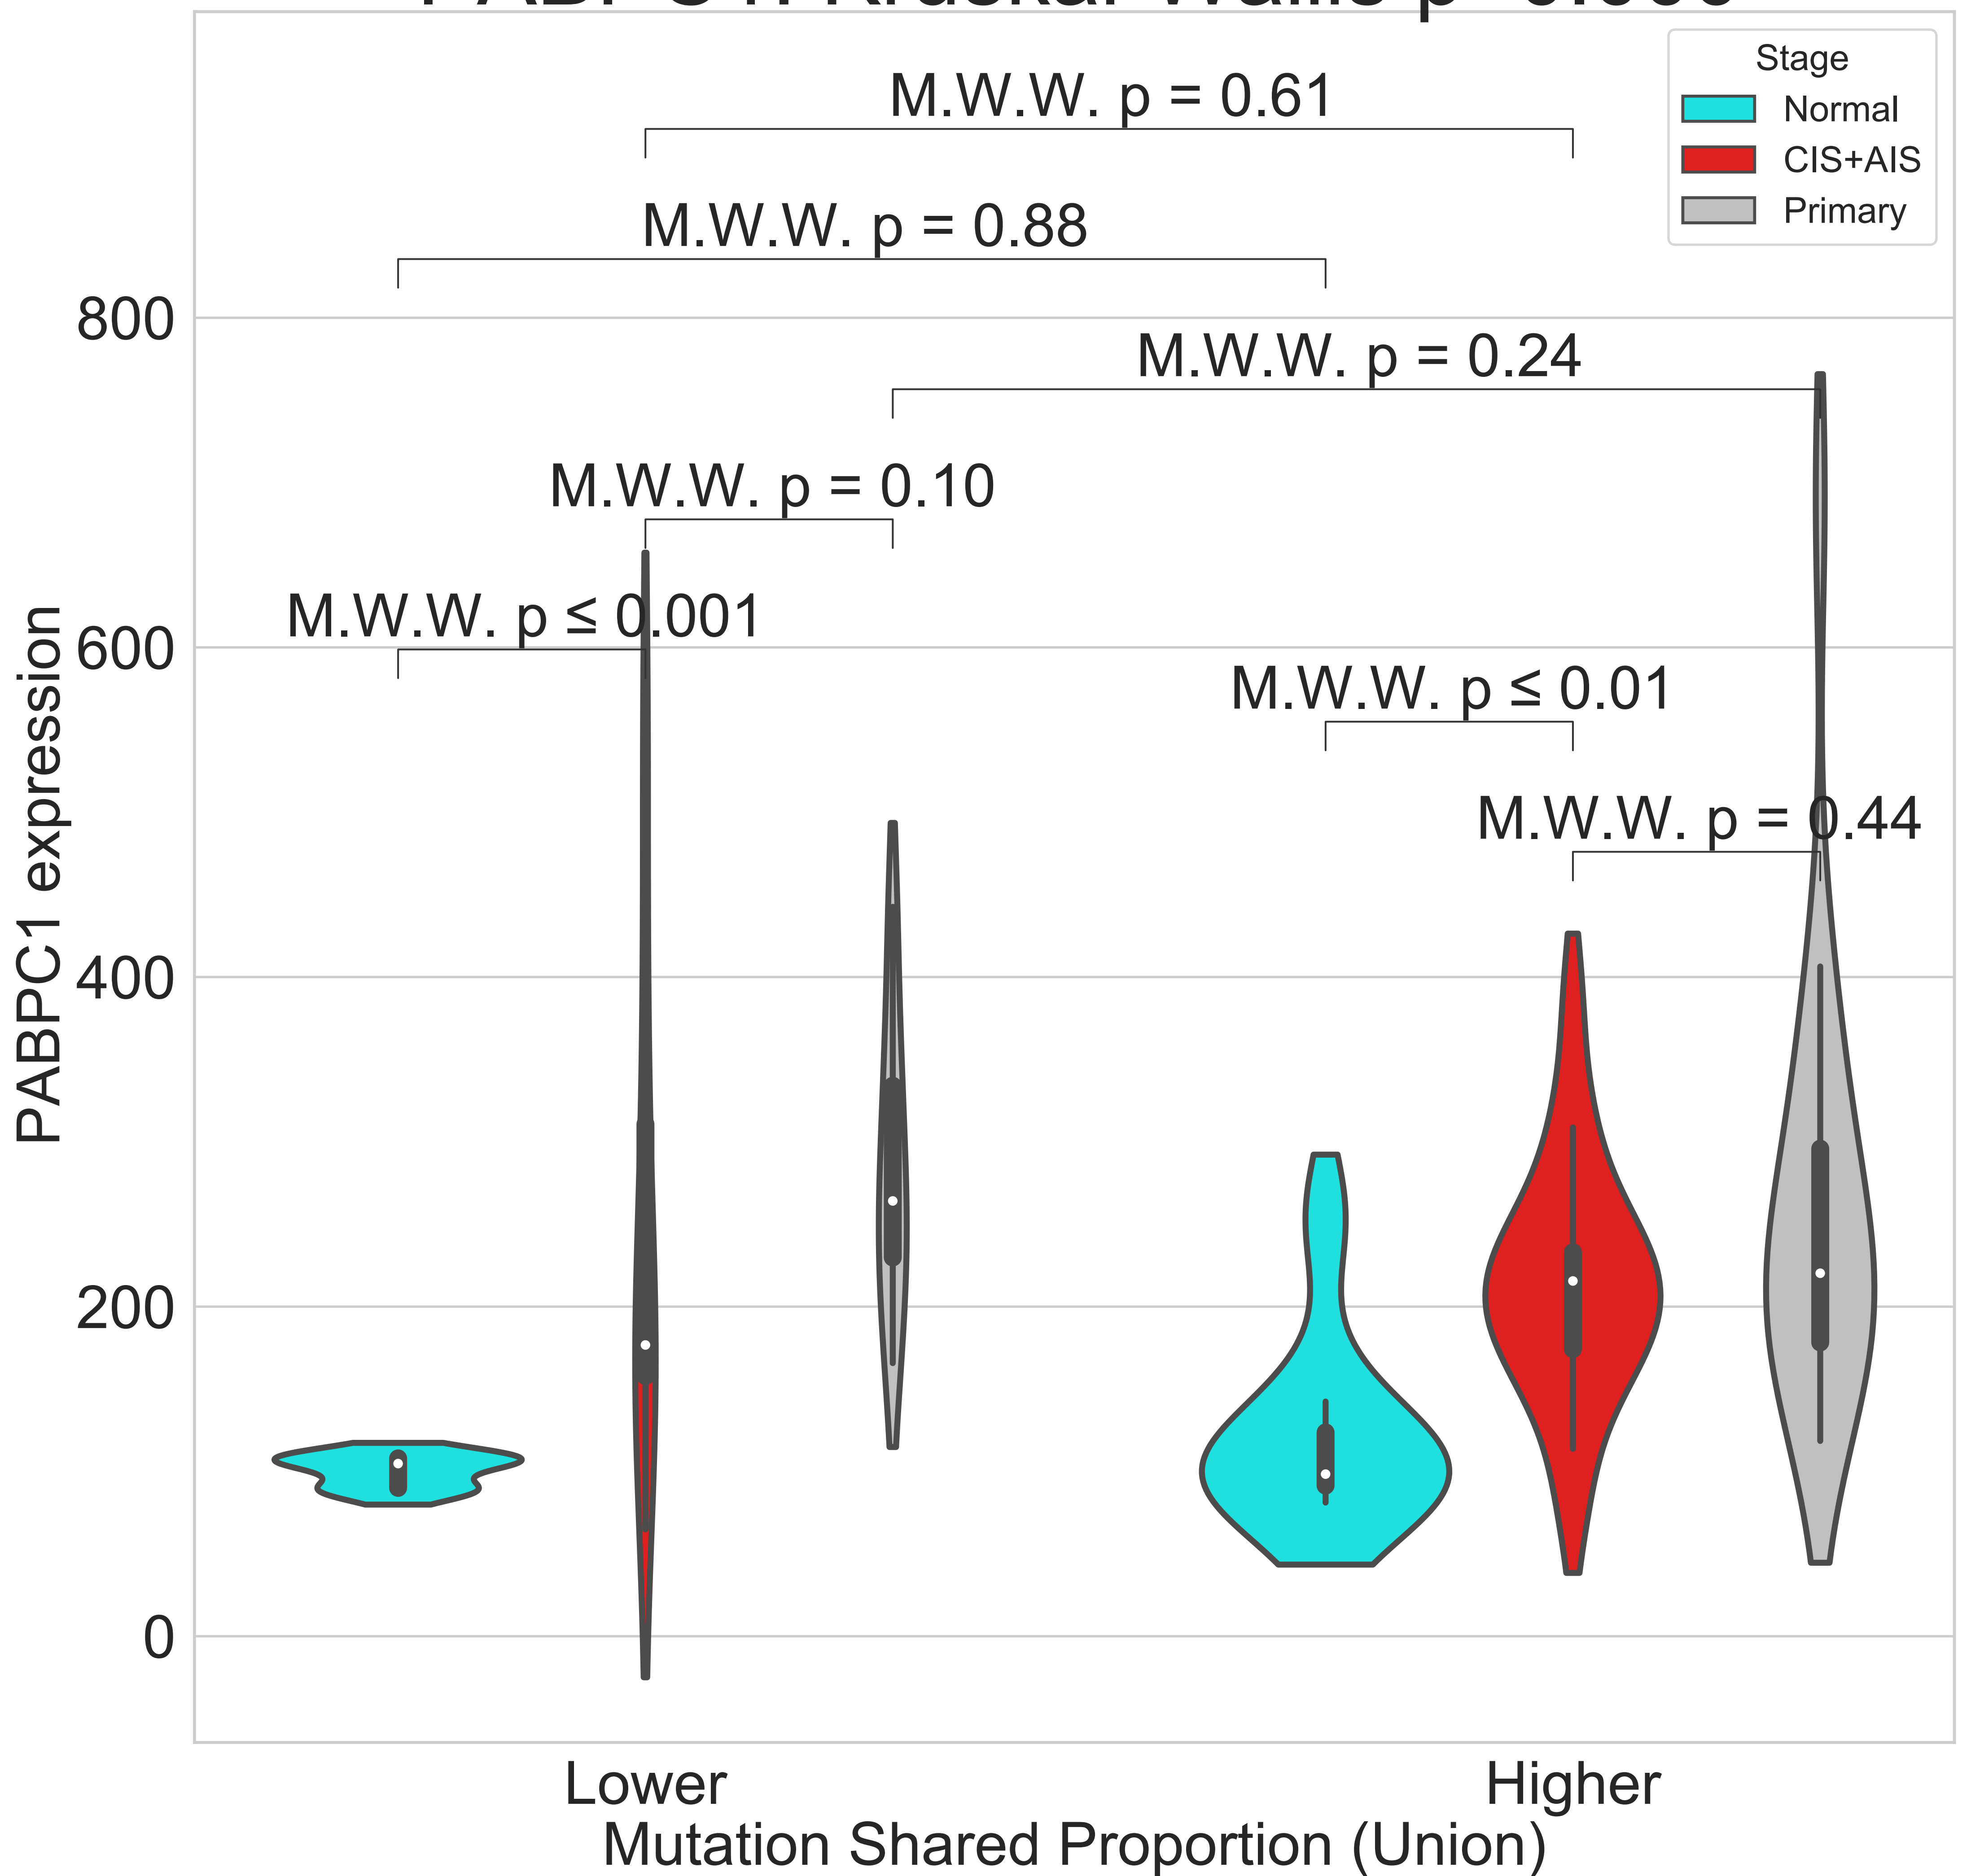 Stage
Normal
CIS+AIS
Primary
M.W.W. p = 0.61
M.W.W. p = 0.88
M.W.W. p = 0.24
M.W.W. p = 0.10
M.W.W. p ≤ 0.001
M.W.W. p ≤ 0.01
M.W.W. p = 0.44
800
600
400
200
0
PABPC1 expression
Lower
Higher
Mutation Shared Proportion (Union)